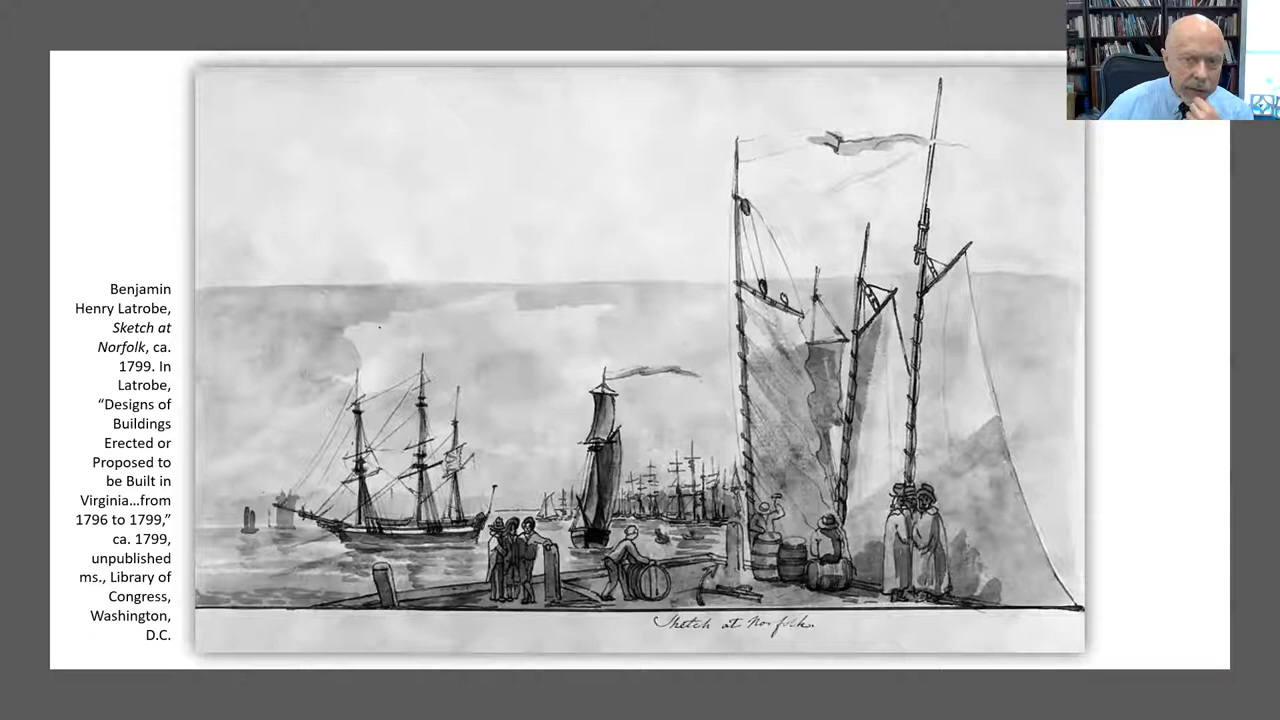 Benjamin
Henry Latrobe,
Sketch at
Norfolk, ca.
1799. In
Latrobe,
“Designs of
Buildings
Erected or
Proposed to
be Built in
Virginia…from
1796 to 1799,”
ca. 1799,
unpublished
ms., Library of
Congress,
Washington,
D.C.
Sketch at Norfolk.